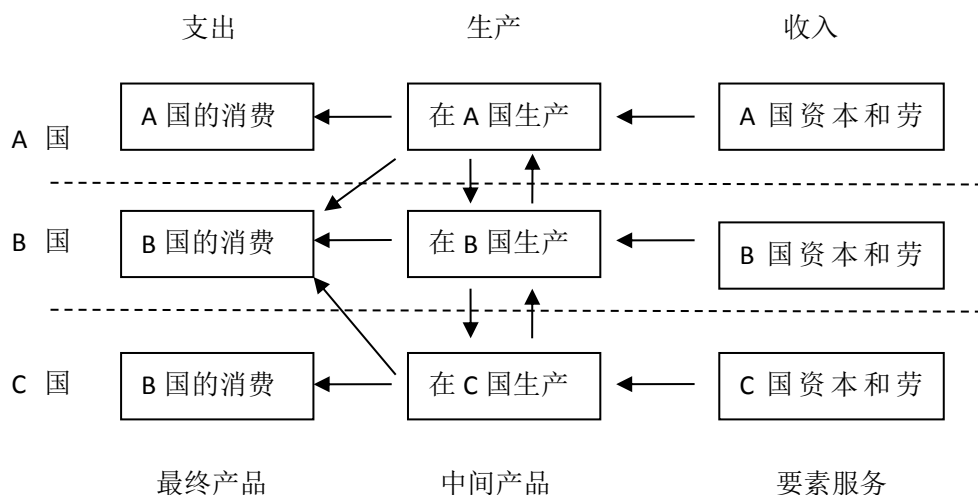 支出 生产 收入
A 国的消费 在 A 国生产 A 国资本和劳
A 国
B 国 B 国的消费 在 B 国生产 B 国资本和劳
C 国 B 国的消费 在 C 国生产 C 国资本和劳
最终产品 中间产品 要素服务